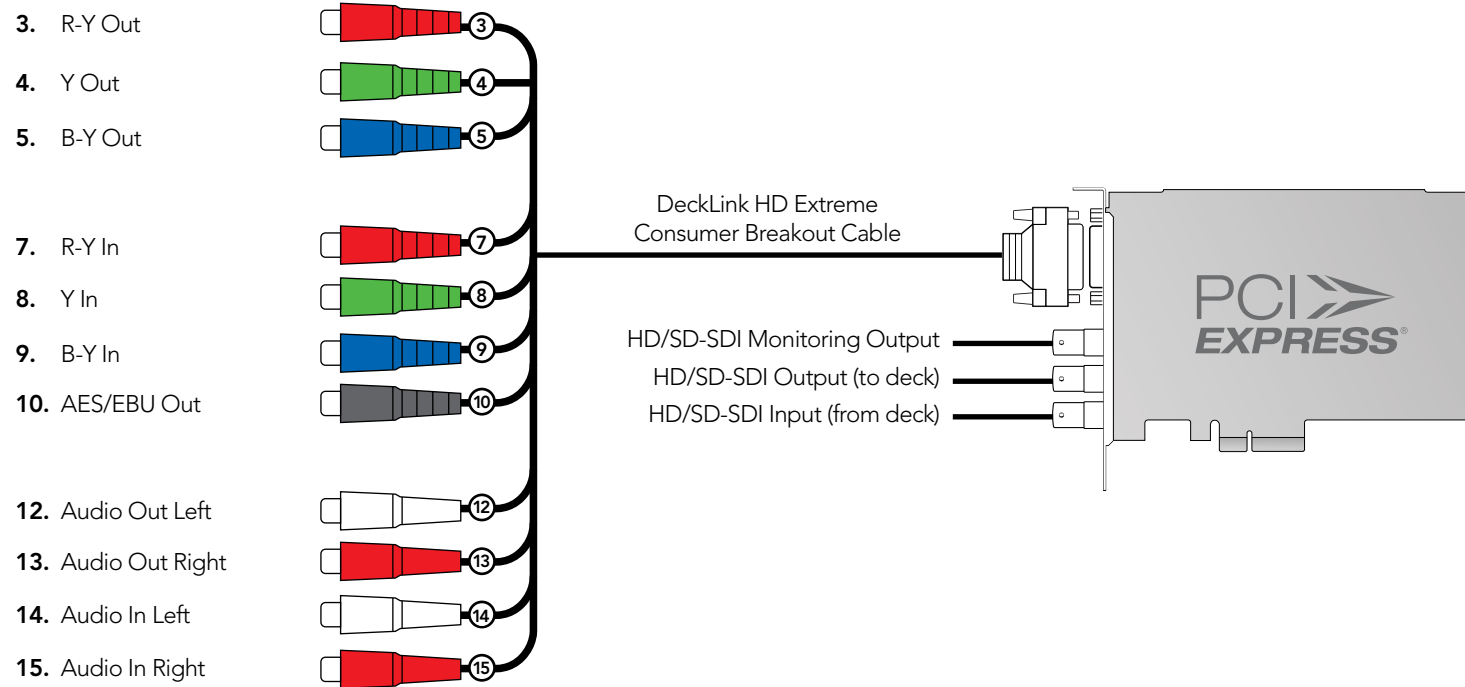 3. R-Y Out
3
4. Y Out
4
5. B-Y Out
5
DeckLink HD Extreme
Consumer Breakout Cable
7. R-Y In
7
8. Y In
8
9. B-Y In
9
10. AES/EBU Out
10
HD/SD-SDI Monitoring Output
HD/SD-SDI Output (to deck)
HD/SD-SDI Input (from deck)
PCI
EXPRESS®
12. Audio Out Left
12
13. Audio Out Right
13
14. Audio In Left
14
15. Audio In Right
15